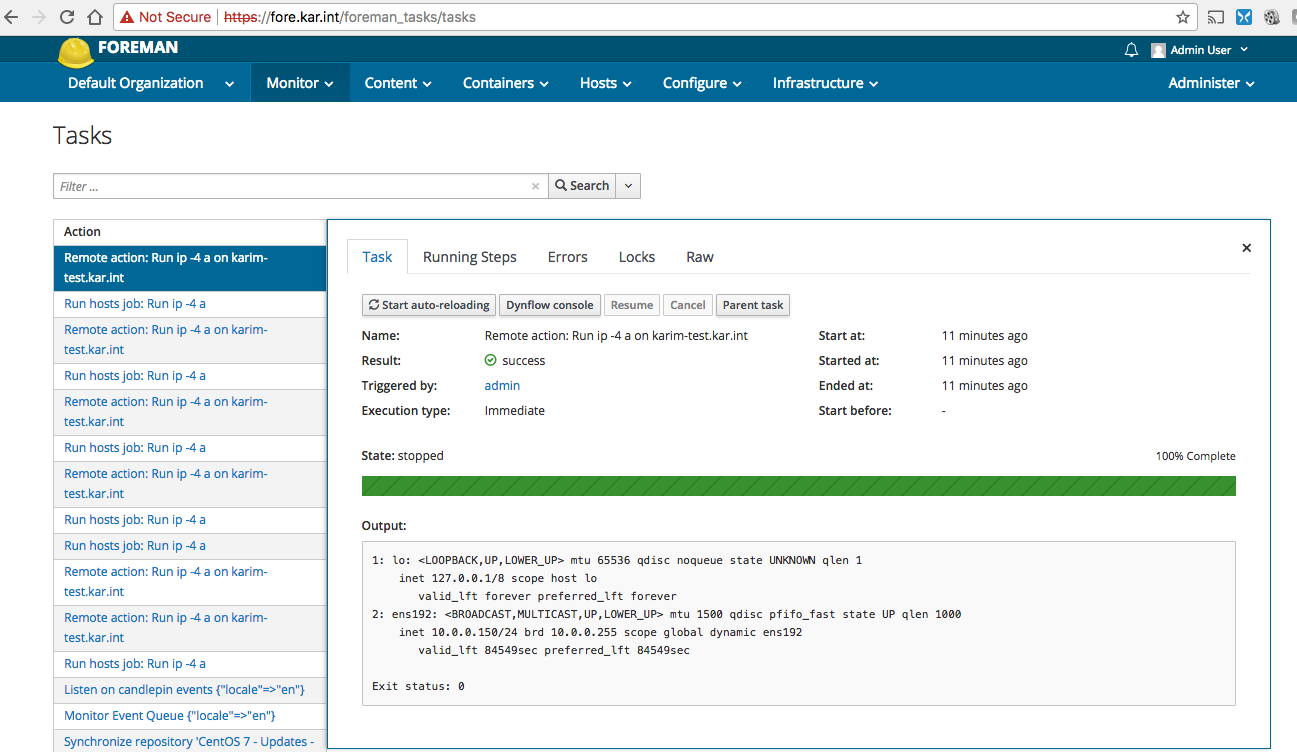 Not Secure https://fore.kar.int/foreman_tasks/tasks
FOREMAN
Admin User
Default Organization Monitor Content Containers Hosts Configure Infrastructure Administer
Tasks
Filter ... × Search
Action
Remote action: Run ip -4 a on karim-
test.kar.int
Run hosts job: Run ip -4 a
Remote action: Run ip -4 a on karim-
test.kar.int
Run hosts job: Run ip -4 a
Remote action: Run ip -4 a on karim-
test.kar.int
Run hosts job: Run ip -4 a
Remote action: Run ip -4 a on karim-
test.kar.int
Run hosts job: Run ip -4 a
Run hosts job: Run ip -4 a
Remote action: Run ip -4 a on karim-
test.kar.int
Remote action: Run ip -4 a on karim-
test.kar.int
Run hosts job: Run ip -4 a
Listen on candlepin events {"locale"=>"en"}
Monitor Event Queue {"locale"=>"en"}
Synchronize repository 'CentOS 7 - Updates -
Task Running Steps Errors Locks Raw ×
Start auto-reloading Dynflow console Resume Cancel Parent task
Name: Remote action: Run ip -4 a on karim-test.kar.int Start at: 11 minutes ago
Result: success Started at: 11 minutes ago
Triggered by: admin Ended at: 11 minutes ago
Execution type: Immediate Start before: -
State: stopped 100% Complete
Output:
1: lo: <LOOPBACK,UP,LOWER_UP> mtu 65536 qdisc noqueue state UNKNOWN qlen 1
inet 127.0.0.1/8 scope host lo
valid_lft forever preferred_lft forever
2: ens192: <BROADCAST,MULTICAST,UP,LOWER_UP> mtu 1500 qdisc pfifo_fast state UP qlen 1000
inet 10.0.0.150/24 brd 10.0.0.255 scope global dynamic ens192
valid_lft 84549sec preferred_lft 84549sec
Exit status: 0